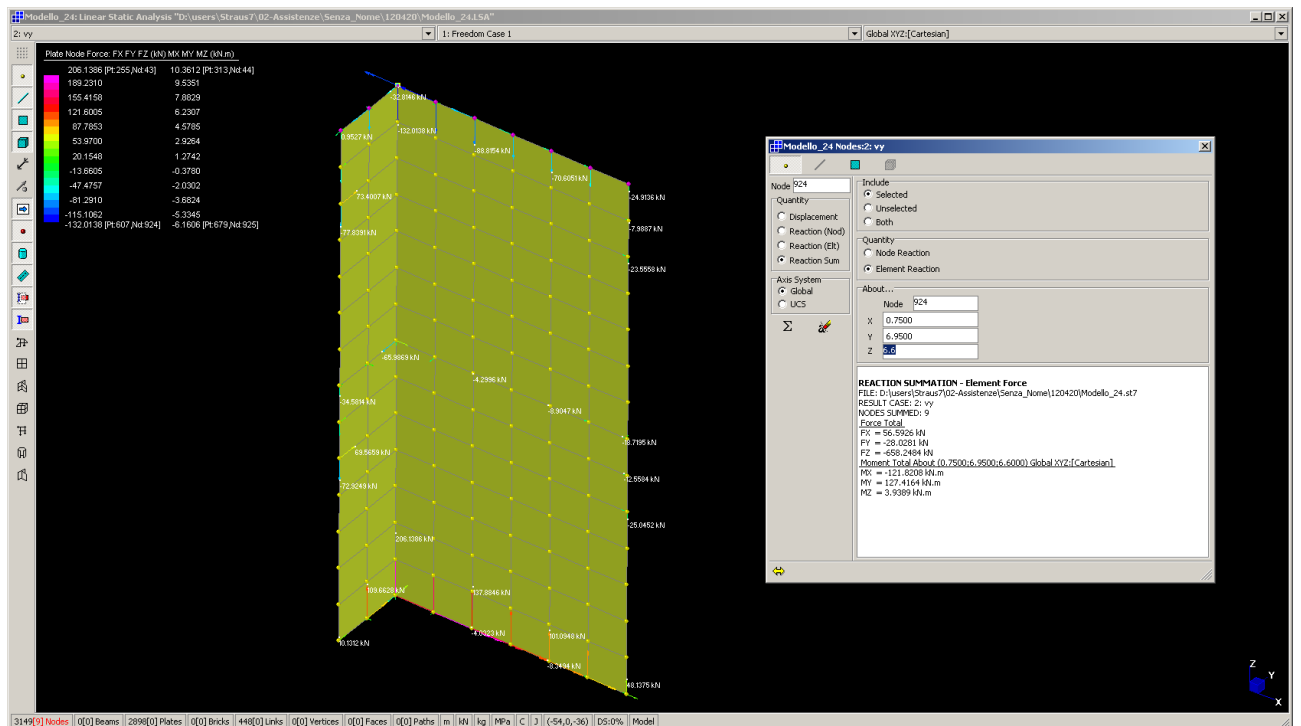 Modello_24: Linear Static Analysis "D:\users\Straus7\02-Assistenze\Senza_Nome\120420\Modello_24.LSA"
2: vy
1: Freedom Case 1
Global XYZ:[Cartesian]
Plate Node Force: FX FY FZ (kN) MX MY MZ (kN.m)
206.1386 [Pt:255,Nd:43] 10.3612 [Pt:313,Nd:44]
189.2310 9.5351
155.4158 7.8829
121.6005 6.2307
87.7853 4.5785
53.9700 2.9264
20.1548 1.2742
-13.6605 -0.3780
-47.4757 -2.0302
-81.2910 -3.6824
-115.1062 -5.3345
-132.0138 [Pt:607,Nd:924] -6.1606 [Pt:679,Nd:925]
-32.8146 kN
0.9527 kN
-132.0138 kN
-88.8154 kN
-70.6051 kN
-24.9136 kN
73.4007 kN
-7.9887 kN
-77.8391 kN
-23.5558 kN
-65.9869 kN
-4.2996 kN
-34.5814 kN
-8.9047 kN
-8.7195 kN
69.5659 kN
-2.5584 kN
-72.8249 kN
-25.0452 kN
206.1386 kN
109.6628 kN
137.8846 kN
-4.0323 kN
101.0948 kN
10.1312 kN
-8.3494 kN
48.1375 kN
Modello_24 Nodes:2: vy
Node 924
Quantity
Displacement
Reaction (Nod)
Reaction (Elt)
Reaction Sum
Axis System
Global
UCS
Σ
Include
Selected
Unselected
Both
Quantity
Node Reaction
Element Reaction
About...
Node 924
X 0.7500
Y 6.9500
Z 6.6
REACTION SUMMATION - Element Force
FILE: D:\users\Straus7\02-Assistenze\Senza_Nome\120420\Modello_24.st7
RESULT CASE: 2: vy
NODES SUMMED: 9
Force Total
FX = 56.5926 kN
FY = -28.0281 kN
FZ = -658.2484 kN
Moment Total About (0.7500;6.9500;6.6000) Global XYZ:[Cartesian]
MX = -121.8208 kN.m
MY = 127.4164 kN.m
MZ = 3.9389 kN.m
Z
Y
X
3149[9] Nodes 0[0] Beams 2898[0] Plates 0[0] Bricks 448[0] Links 0[0] Vertices 0[0] Faces 0[0] Paths m kN kg MPa C J (-54,0,-36) DS:0% Model